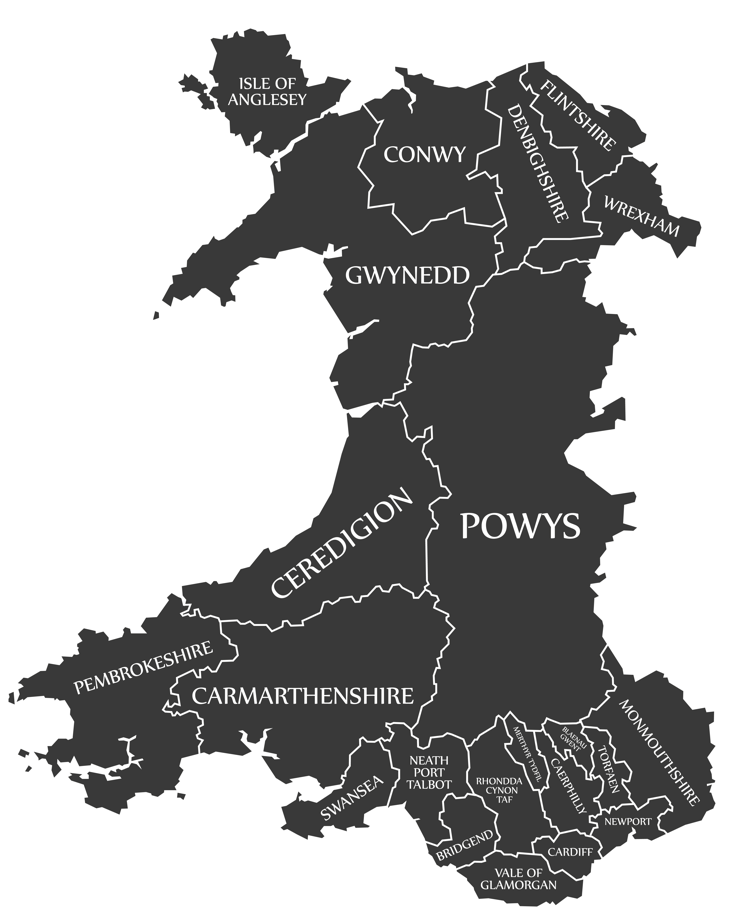 ISLE OF
ANGLESEY
FLINTSHIRE
DENBIGHSHIRE
CONWY
WREXHAM
GWYNEDD
POWYS
CEREDIGION
PEMBROKESHIRE
CARMARTHENSHIRE
MONMOUTHSHIRE
BLAENAU
GWENT
MERTHYR TYDFIL
TORFAEN
NEATH
PORT
TALBOT
CAERPHILLY
RHONDDA
CYNON
TAF
SWANSEA
NEWPORT
BRIDGEND
CARDIFF
VALE OF
GLAMORGAN